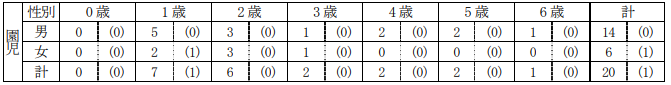 園児 性別 0歳 1歳 2歳 3歳 4歳 5歳 6歳 計
男 0 (0) 5 (0) 3 (0) 1 (0) 2 (0) 2 (0) 1 (0) 14 (0)
女 0 (0) 2 (1) 3 (0) 1 (0) 0 (0) 0 (0) 0 (0) 6 (1)
計 0 (0) 7 (1) 6 (0) 2 (0) 2 (0) 2 (0) 1 (0) 20 (1)